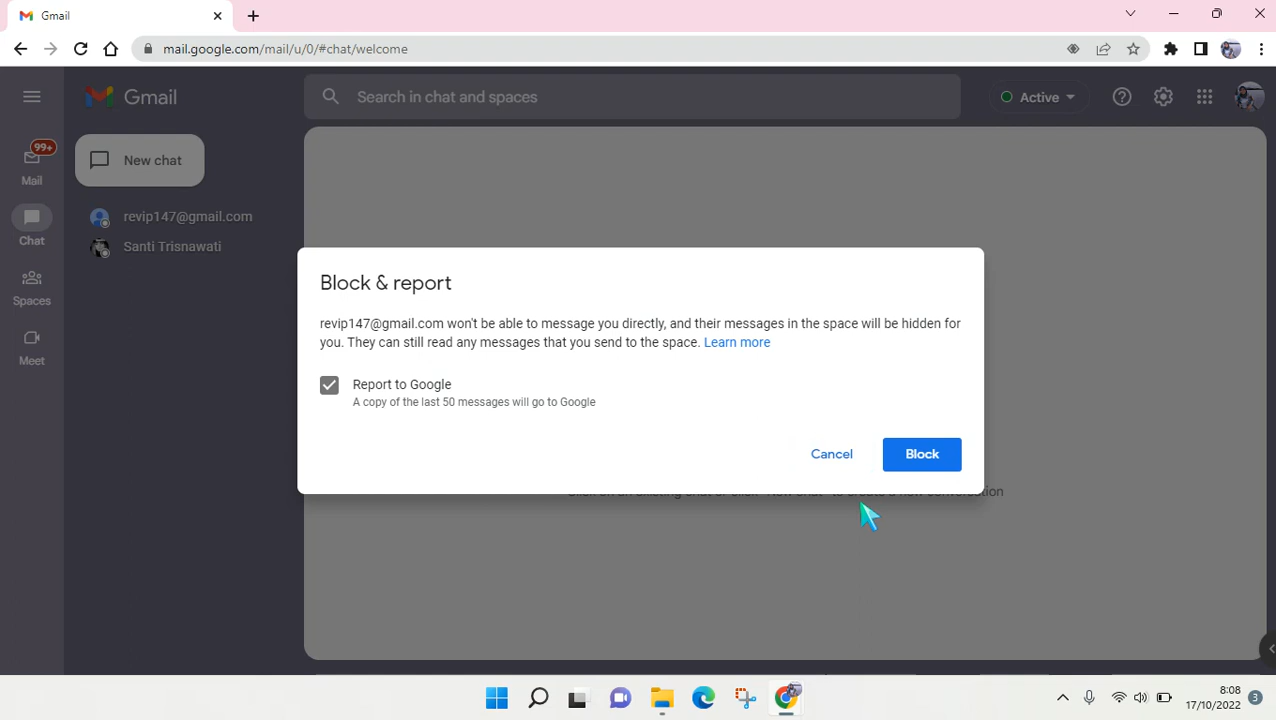 Gmail
mail.google.com/mail/u/0/#chat/welcome
Gmail
Search in chat and spaces
Active
99+
Mail
New chat
Chat
revip147@gmail.com
Santi Trisnawati
Spaces
Meet
Block & report
revip147@gmail.com won't be able to message you directly, and their messages in the space will be hidden for
you. They can still read any messages that you send to the space. Learn more
Report to Google
A copy of the last 50 messages will go to Google
Cancel
Block
to create a new conversation
8:08
17/10/2022
3